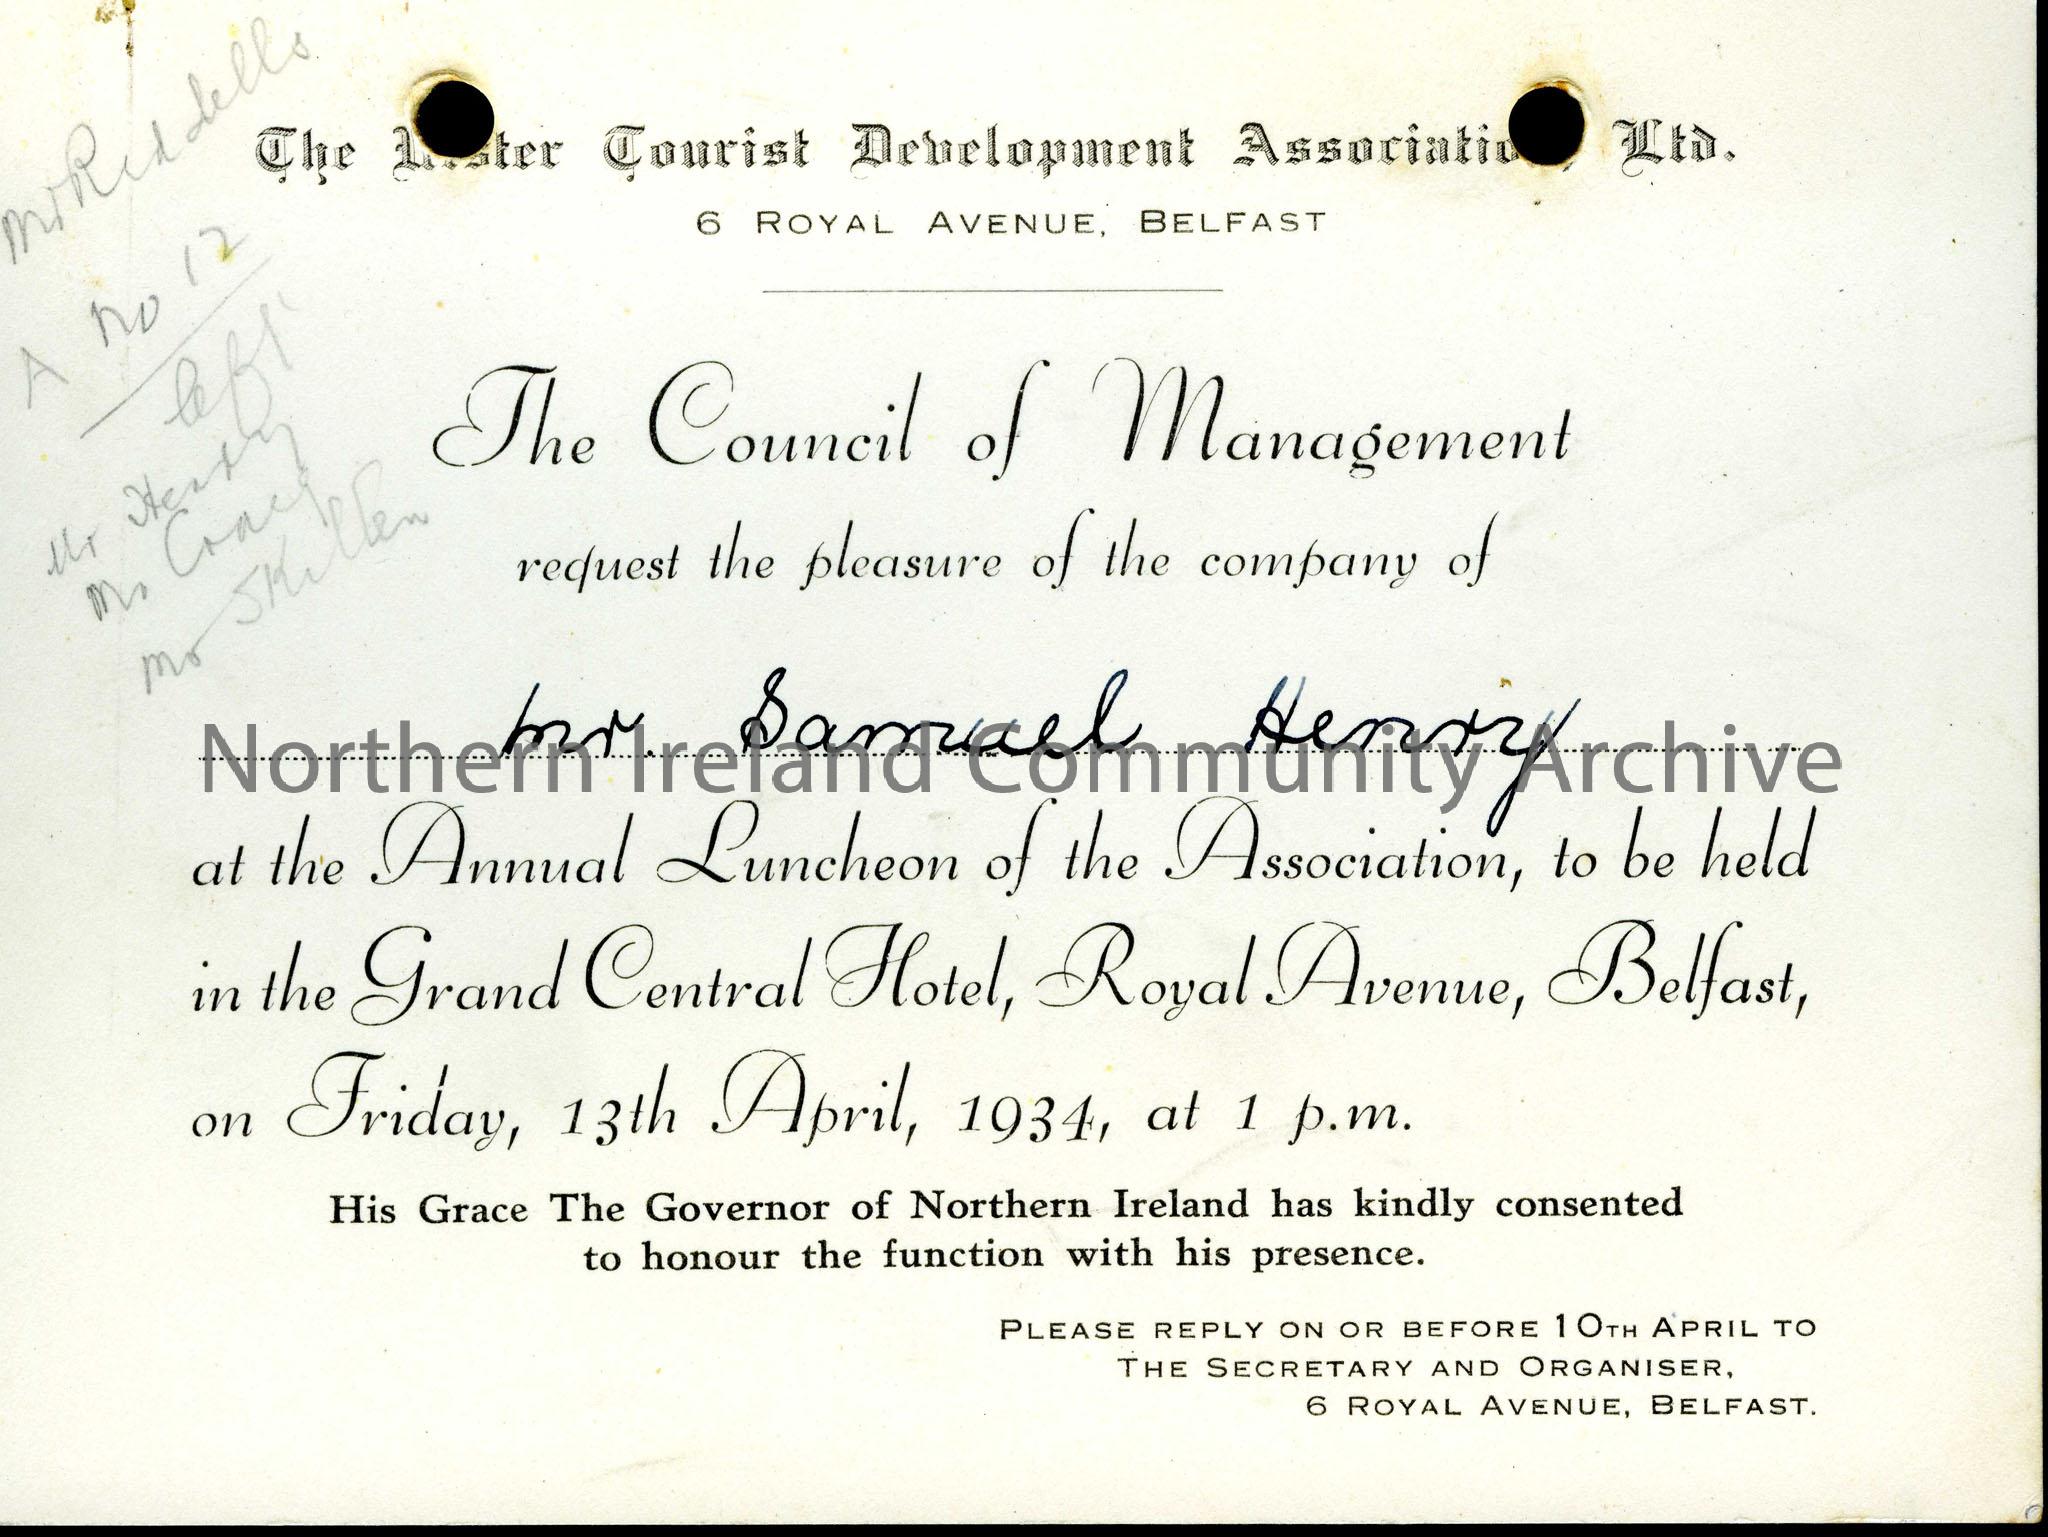 Mr Riddells
A No 12
left
Mr Henry
Mr
Mr Skillen
The Ulster Tourist Development Association, Ltd.
6 ROYAL AVENUE, BELFAST
The Council of Management
request the pleasure of the company of
Mr. Samuel Henry
Northern Ireland Community Archive
at the Annual Luncheon of the Association, to be held
in the Grand Central Hotel, Royal Avenue, Belfast,
on Friday, 13th April, 1934, at 1 p.m.
His Grace The Governor of Northern Ireland has kindly consented
to honour the function with his presence.
PLEASE REPLY ON OR BEFORE 10TH APRIL TO
THE SECRETARY AND ORGANISER,
6 ROYAL AVENUE, BELFAST.